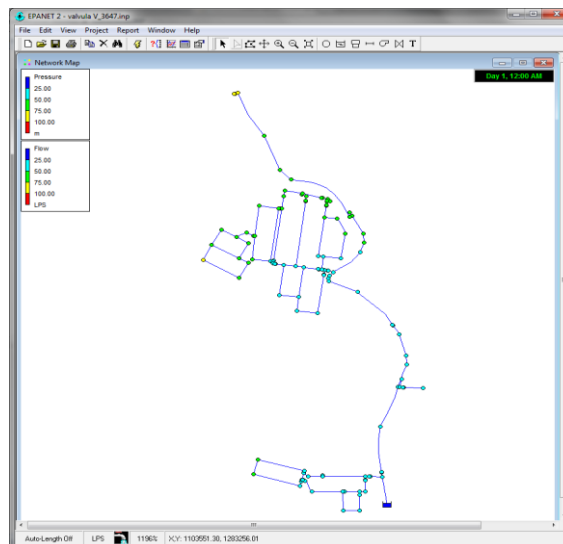 EPANET 2 - valvula V_3647.inp
File Edit View Project Report Window Help
T
Network Map
Day 1, 12:00 AM
Pressure
25.00
50.00
75.00
100.00
m
Flow
25.00
50.00
75.00
100.00
LPS
Auto-Length Off LPS 1196% X,Y: 1103551.30, 1283256.01